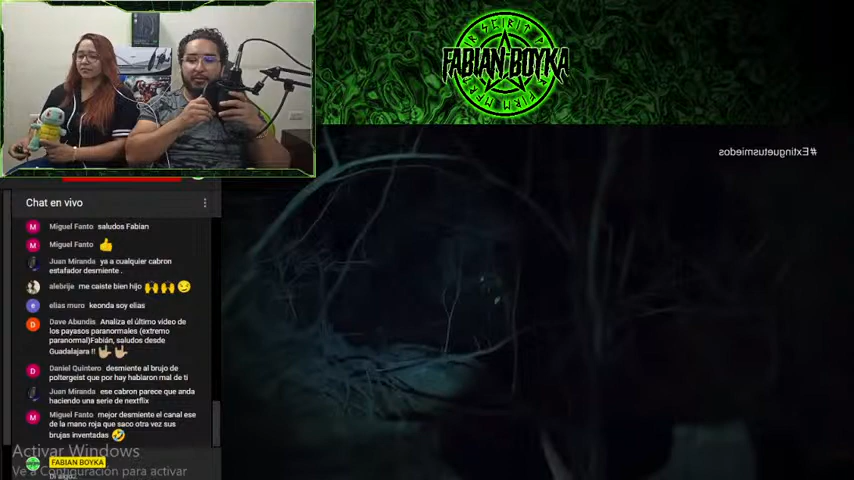 FABIAN BOYKA
#Extinguetusmiedos
Chat en vivo
Miguel Fanto saludos Fabian
Miguel Fanto 👍
Juan Miranda ya a cualquier cabron
estafador desmiente .
alebrije me caiste bien hijo 🙌🙌😏
elias muro keonda soy elias
Dave Abundis Analiza el último video de
los payasos paranormales (extremo
paranormal)Fabián, saludos desde
Guadalajara !! 🤟🏼🤟🏼
Daniel Quintero desmiente al brujo de
poltergeist que por hay hablaron mal de ti
Juan Miranda ese cabron parece que anda
haciendo una serie de nextflix
Miguel Fanto mejor desmiente el canal ese
de la mano roja que saco otra vez sus
brujas inventadas 🤣
Activar Windows
FABIAN BOYKA
Ve a Configuración para activar